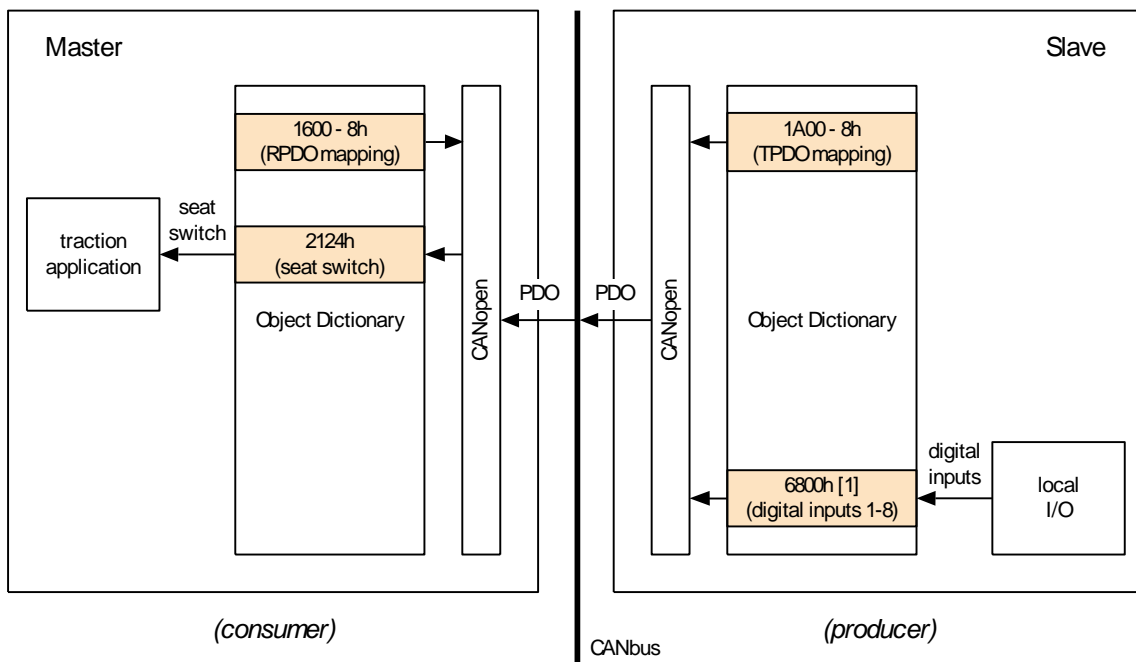 Master
Slave
1600 - 8h
(RPDO mapping)
1A00 - 8h
(TPDO mapping)
seat
switch
traction
application
2124h
(seat switch)
Object Dictionary
CANopen
PDO
PDO
CANopen
Object Dictionary
digital
inputs
6800h [1]
(digital inputs 1-8)
local
I/O
(consumer)
(producer)
CANbus